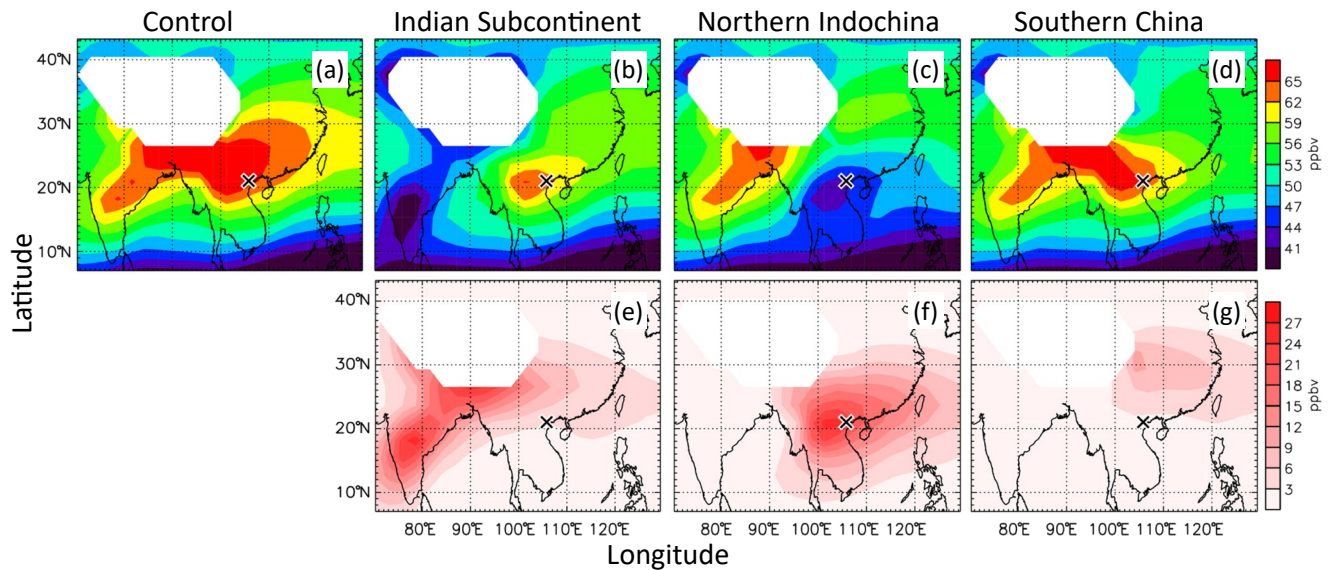 Control
Indian Subcontinent
Northern Indochina
Southern China
(a)
(b)
(c)
(d)
40°N
30°N
20°N
10°N
65
62
59
56
53
50
47
44
41
ppbv
Latitude
(e)
(f)
(g)
40°N
30°N
20°N
10°N
27
24
21
18
15
12
9
6
3
ppbv
80°E 90°E 100°E 110°E 120°E
80°E 90°E 100°E 110°E 120°E
80°E 90°E 100°E 110°E 120°E
Longitude